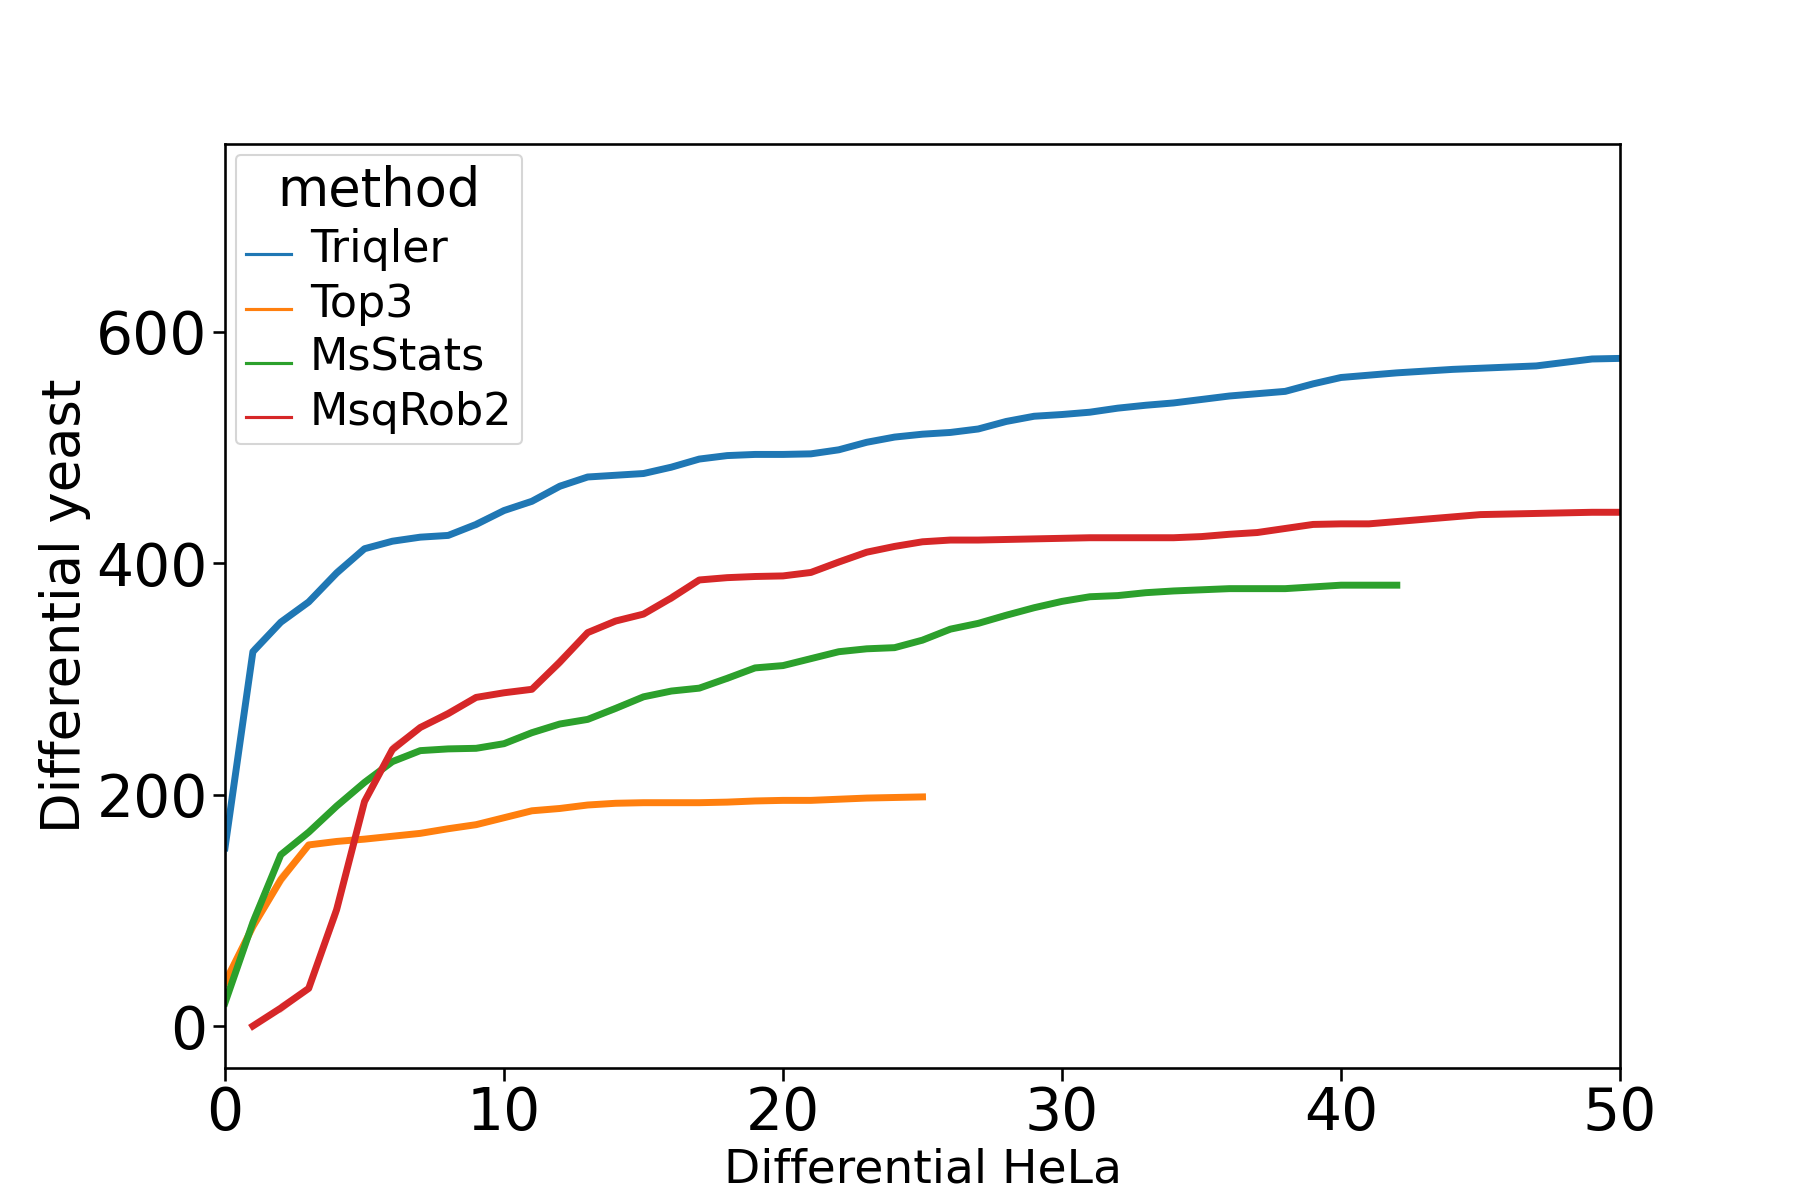 method
Triqler
Top3
MsStats
MsqRob2
Differential yeast
600
400
200
0
0 10 20 30 40 50
Differential HeLa